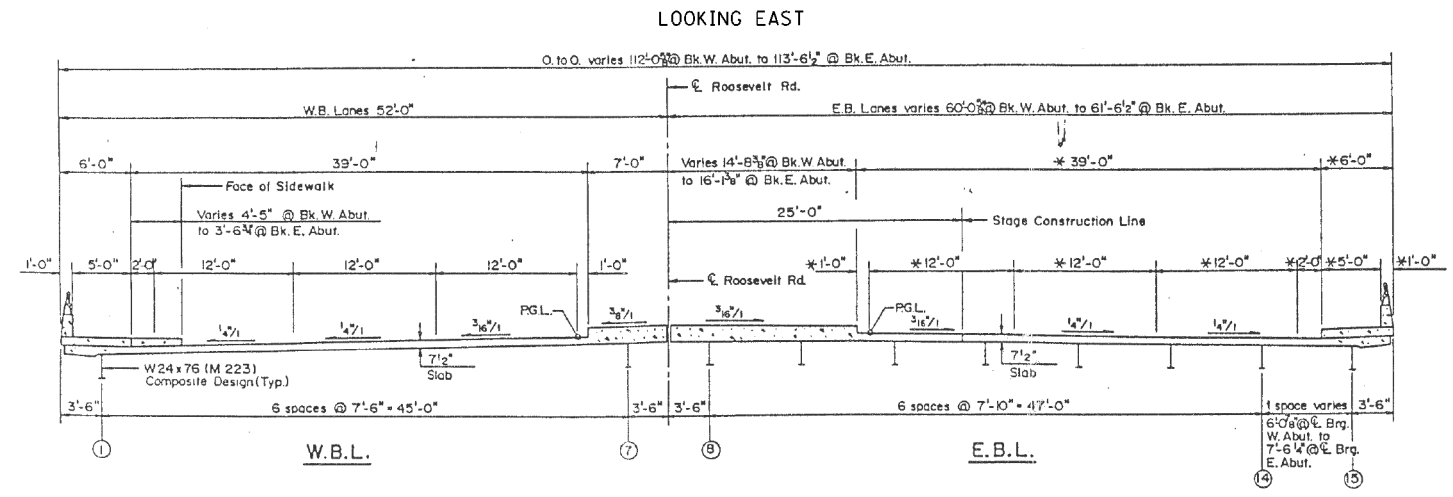 LOOKING EAST
O. to O. varies 112'-0⅝" @ Bk. W. Abut. to 113'-6½" @ Bk. E. Abut.
℄ Roosevelt Rd.
W.B. Lanes 52'-0"
E.B. Lanes varies 60'-0⅝" @ Bk. W. Abut. to 61'-6½" @ Bk. E. Abut.
6'-0"
39'-0"
7'-0"
Varies 14'-8⅜" @ Bk. W. Abut.
to 16'-1⅜" @ Bk. E. Abut.
* 39'-0"
* 6'-0"
Face of Sidewalk
Varies 4'-5" @ Bk. W. Abut.
to 3'-6¾" @ Bk. E. Abut.
25'-0"
Stage Construction Line
1'-0"
5'-0"
2'-0"
12'-0"
12'-0"
12'-0"
1'-0"
℄ Roosevelt Rd.
* 1'-0"
* 12'-0"
* 12'-0"
* 12'-0"
* 2'-0"
* 5'-0"
* 1'-0"
P.G.L.
P.G.L.
¼"/1
¼"/1
3/16"/1
⅜"/1
3/16"/1
3/16"/1
¼"/1
¼"/1
W24x76 (M 223)
Composite Design (Typ.)
7½"
Slab
7½"
Slab
3'-6"
6 spaces @ 7'-6" = 45'-0"
3'-6"
3'-6"
6 spaces @ 7'-10" = 47'-0"
1 space varies
6'-0⅞" @ ℄ Brg.
W. Abut. to
7'-6¼" @ ℄ Brg.
E. Abut.
3'-6"
1
W.B.L.
7
8
E.B.L.
14
15